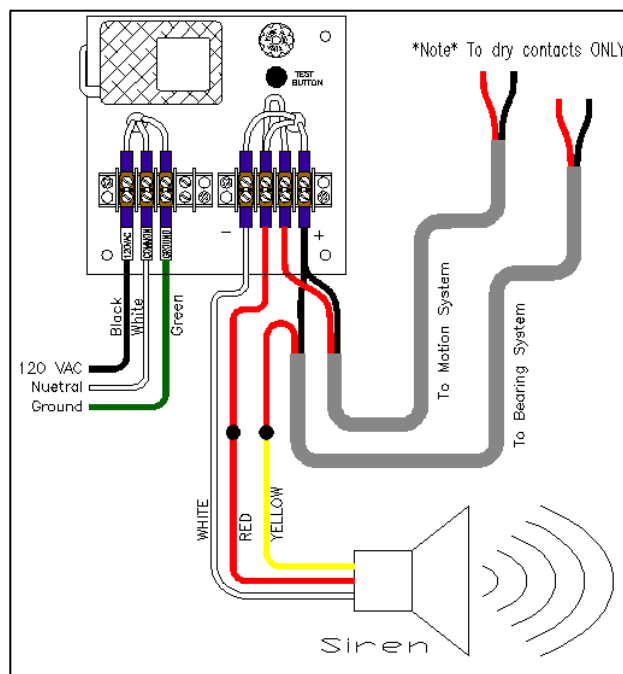 *Note* To dry contacts ONLY
TEST
BUTTON
- +
120VAC
COMMON
GROUND
Black
White
Green
120 VAC
Nuetral
Ground
To Motion System
To Bearing System
WHITE
RED
YELLOW
Siren